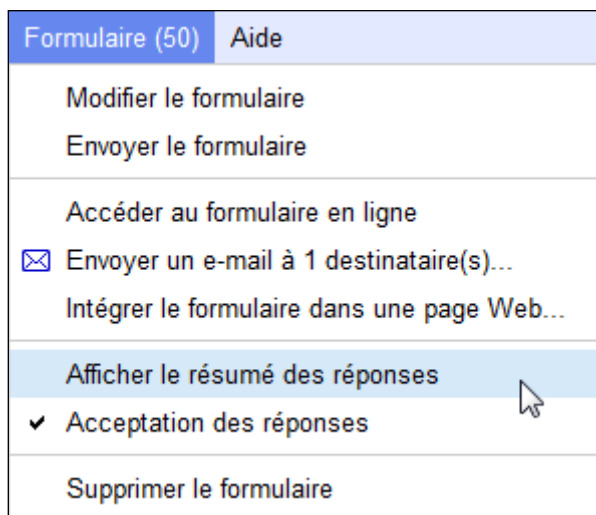 Formulaire (50) Aide
Modifier le formulaire
Envoyer le formulaire
Accéder au formulaire en ligne
Envoyer un e-mail à 1 destinataire(s)...
Intégrer le formulaire dans une page Web...
Afficher le résumé des réponses
Acceptation des réponses
Supprimer le formulaire